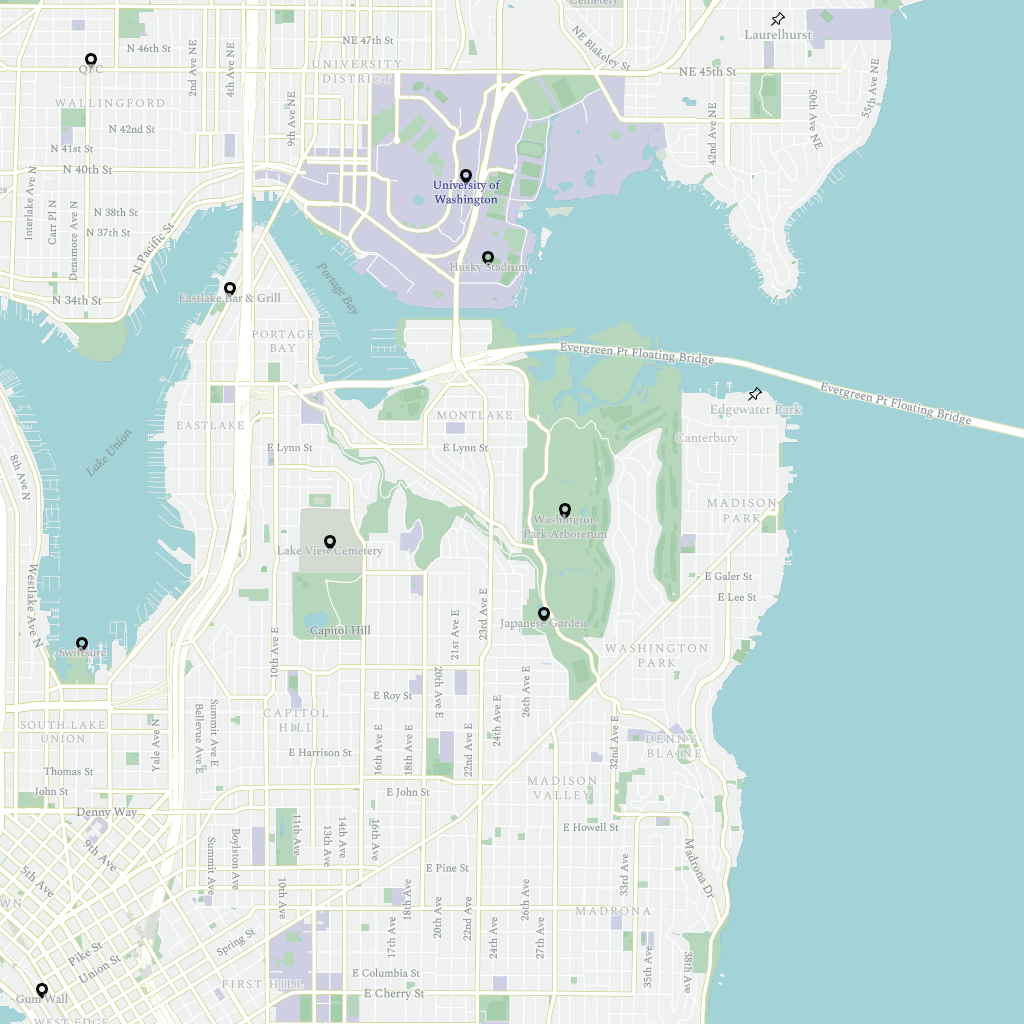 Cemetery
Laurelhurst
N 46th St
NE 47th St
NE Blakeley St
2nd Ave NE
4th Ave NE
UNIVERSITY
DISTRICT
QFC
NE 45th St
55th Ave NE
WALLINGFORD
9th Ave NE
50th Ave NE
42nd Ave NE
N 42nd St
N 41st St
N 40th St
University of
Washington
Interlake Ave N
Carr Pl N
Densmore Ave N
N 38th St
N 37th St
N Pacific St
Husky Stadium
Portage Bay
N 34th St
Eastlake Bar & Grill
PORTAGE
BAY
Evergreen Pt Floating Bridge
Evergreen Pt Floating Bridge
Edgewater Park
MONTLAKE
EASTLAKE
Canterbury
E Lynn St
E Lynn St
Lake Union
8th Ave N
MADISON
PARK
Washington
Park Arboretum
Lake View Cemetery
Westlake Ave N
E Galer St
E Lee St
Japanese Garden
23rd Ave E
21st Ave E
Capitol Hill
10th Ave E
Swiftsure
WASHINGTON
PARK
20th Ave E
26th Ave E
E Roy St
24th Ave E
CAPITOL
HILL
SOUTH LAKE
UNION
Yale Ave N
Summit Ave E
Bellevue Ave E
32nd Ave E
DENNY-
BLAINE
16th Ave E
18th Ave E
22nd Ave E
E Harrison St
Thomas St
MADISON
VALLEY
John St
E John St
Denny Way
E Howell St
11th Ave
13th Ave
14th Ave
16th Ave
9th Ave
Summit Ave
Boylston Ave
5th Ave
E Pine St
33rd Ave
Madrona Dr
10th Ave
18th Ave
26th Ave
WN
MADRONA
17th Ave
20th Ave
22nd Ave
24th Ave
27th Ave
Pike St
Union St
Spring St
35th Ave
38th Ave
E Columbia St
FIRST HILL
E Cherry St
Gum Wall
WEST EDGE